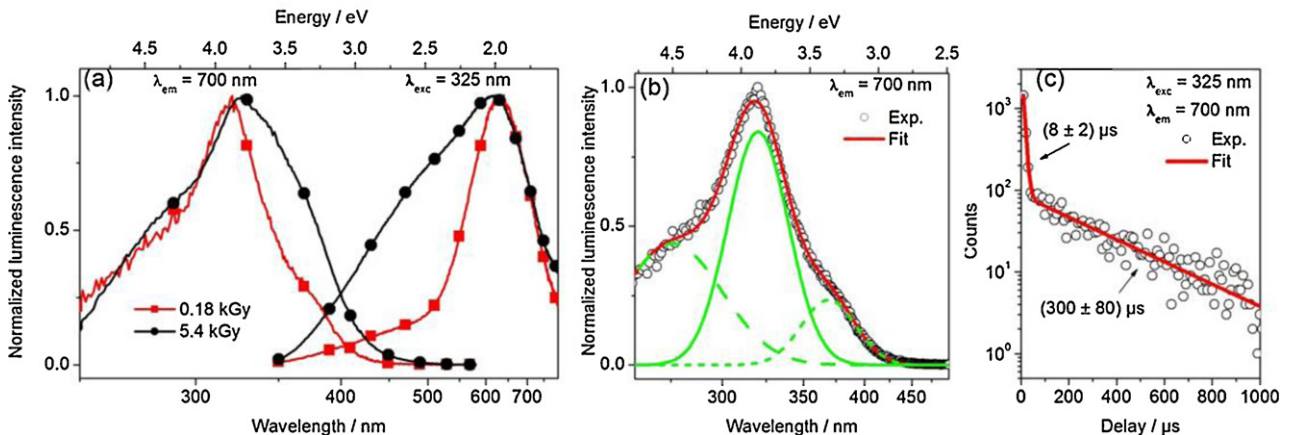 Energy / eV
4.5 4.0 3.5 3.0 2.5 2.0
(a)
λem = 700 nm
λexc = 325 nm
Normalized luminescence intensity
1.0
0.5
0.0
0.18 kGy
5.4 kGy
300 400 500 600 700
Wavelength / nm
Energy / eV
4.5 4.0 3.5 3.0 2.5
(b)
λem = 700 nm
Exp.
Fit
Normalized luminescence intensity
1.0
0.5
0.0
300 350 400 450
Wavelength / nm
(c)
λexc = 325 nm
λem = 700 nm
Exp.
Fit
(8 ± 2) µs
(300 ± 80) µs
Counts
10³
10²
10¹
10⁰
0 200 400 600 800 1000
Delay / µs